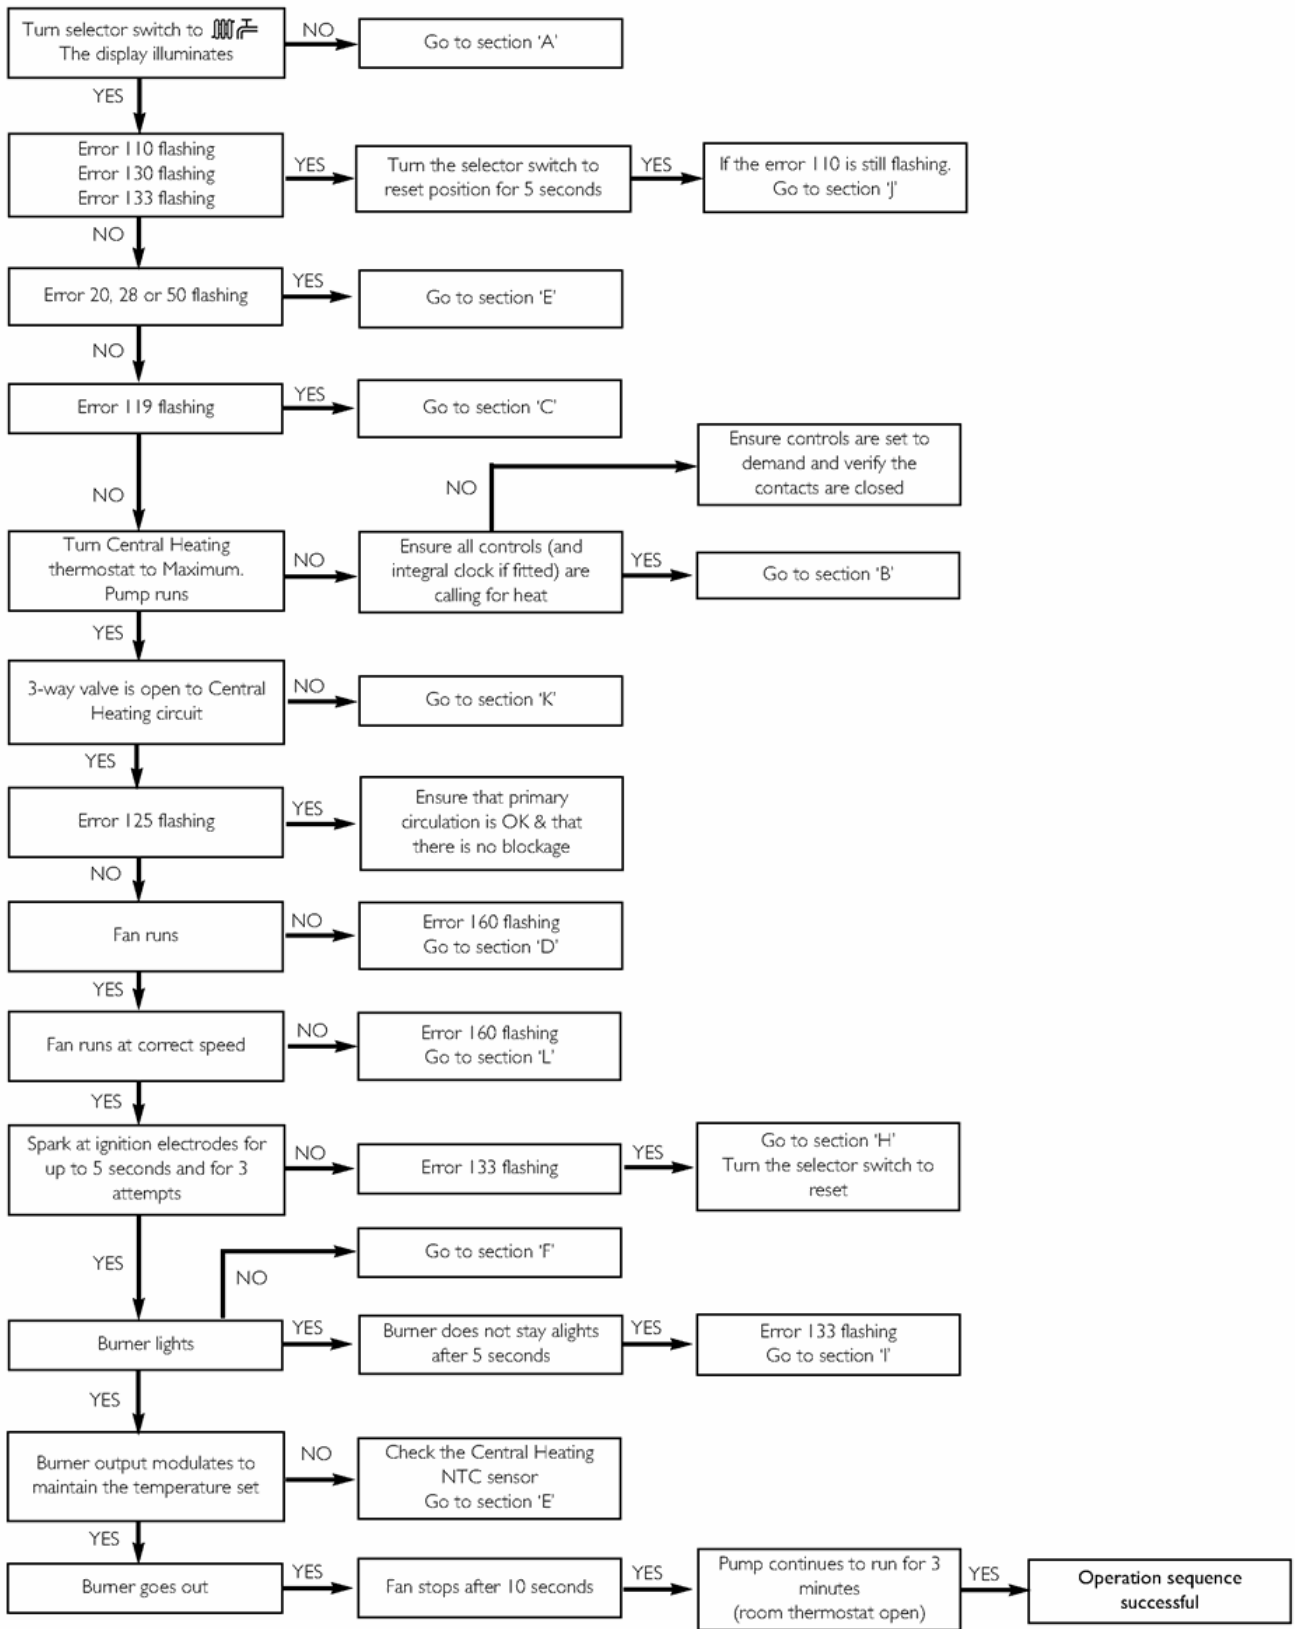 Turn selector switch to
The display illuminates
NO
Go to section ‘A’
YES
Error 110 flashing
Error 130 flashing
Error 133 flashing
YES
Turn the selector switch to
reset position for 5 seconds
YES
If the error 110 is still flashing.
Go to section ‘J’
NO
Error 20, 28 or 50 flashing
YES
Go to section ‘E’
NO
Error 119 flashing
YES
Go to section ‘C’
NO
Turn Central Heating
thermostat to Maximum.
Pump runs
NO
Ensure all controls (and
integral clock if fitted) are
calling for heat
NO
Ensure controls are set to
demand and verify the
contacts are closed
YES
Go to section ‘B’
YES
3-way valve is open to Central
Heating circuit
NO
Go to section ‘K’
YES
Error 125 flashing
YES
Ensure that primary
circulation is OK & that
there is no blockage
NO
Fan runs
NO
Error 160 flashing
Go to section ‘D’
YES
Fan runs at correct speed
NO
Error 160 flashing
Go to section ‘L’
YES
Spark at ignition electrodes for
up to 5 seconds and for 3
attempts
NO
Error 133 flashing
YES
Go to section ‘H’
Turn the selector switch to
reset
YES
NO
Go to section ‘F’
Burner lights
YES
Burner does not stay alights
after 5 seconds
YES
Error 133 flashing
Go to section ‘I’
YES
Burner output modulates to
maintain the temperature set
NO
Check the Central Heating
NTC sensor
Go to section ‘E’
YES
Burner goes out
YES
Fan stops after 10 seconds
YES
Pump continues to run for 3
minutes
(room thermostat open)
YES
Operation sequence
successful